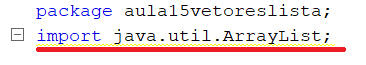 package aula15vetoreslista;
import java.util.ArrayList;